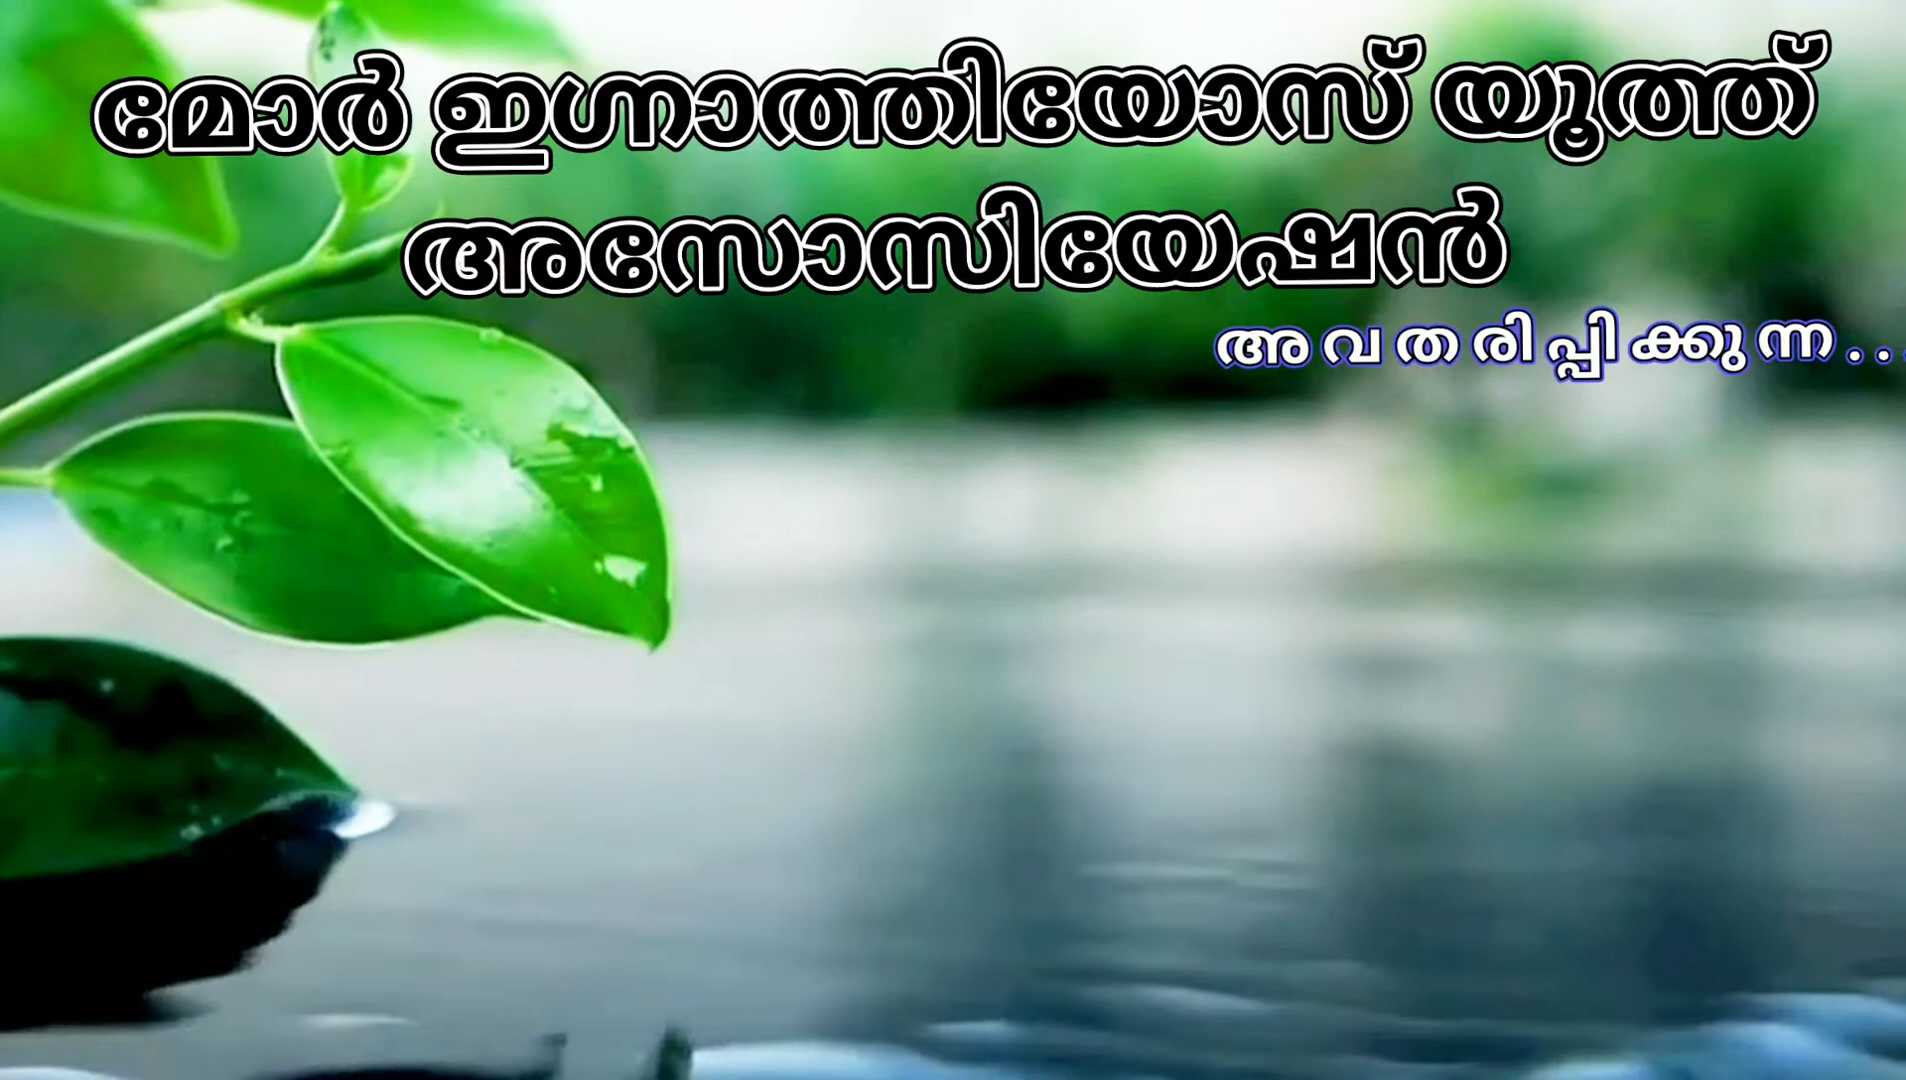 മോർ ഇഗ്നാത്തിയോസ് യൂത്ത്
അസോസിയേഷൻ
അവതരിപ്പിക്കുന്ന...